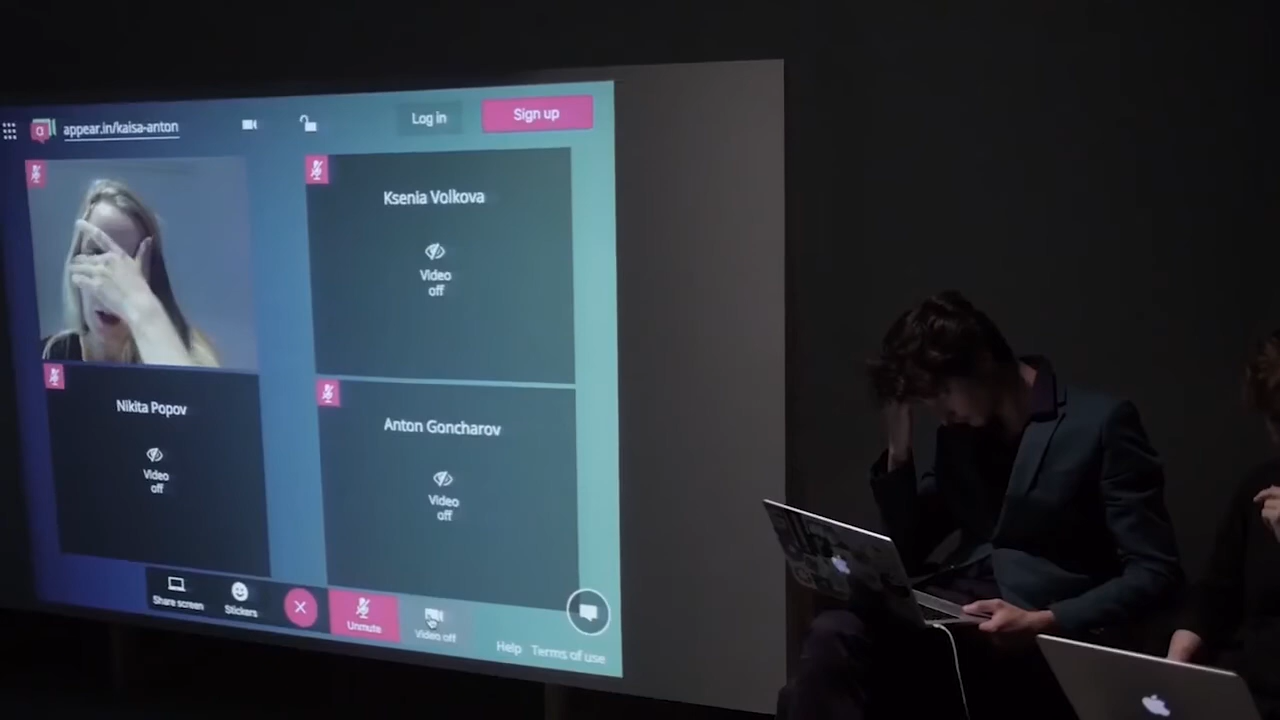 appear.in/kaisa-anton
Log in
Sign up
Ksenia Volkova
Video
off
Nikita Popov
Video
off
Anton Goncharov
Video
off
Share screen
Stickers
Unmute
Video off
Help
Terms of use